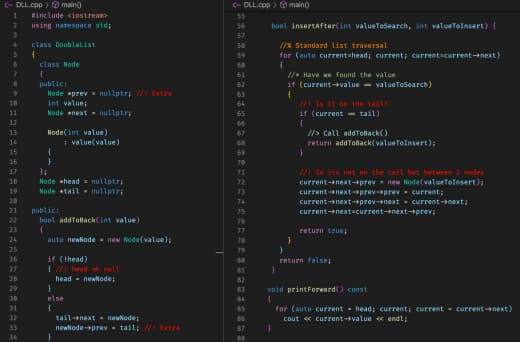 DLL.cpp > main()
1 #include <iostream>
2 using namespace std;
3
4 class DoubleList
5 {
6 class Node
7 {
8 public:
9 Node *prev = nullptr; //! Extra
10 int value;
11 Node *next = nullptr;
12
13 Node(int value)
14 : value(value)
15 {
16 }
17 };
18 Node *head = nullptr;
19 Node *tail = nullptr;
20
21 public:
22 bool addToBack(int value)
23 {
24 auto newNode = new Node(value);
25
26 if (!head)
27 { //! head == null
28 head = newNode;
29 }
30 else
31 {
32 tail->next = newNode;
33 newNode->prev = tail; //! Extra
34 }
DLL.cpp > main()
55
56 bool insertAfter(int valueToSearch, int valueToInsert) {
57
58 //% Standard list traversal
59 for (auto current=head; current; current=current->next)
60 {
61 //* Have we found the value
62 if (current->value == valueToSearch)
63 {
64 //! Is it on the tail?
65 if (current == tail)
66 {
67 //> Call addToBack()
68 return addToBack(valueToInsert);
69 }
70
71 //! So its not on the tail but between 2 nodes
72 current->next->prev = new Node(valueToInsert);
73 current->next->prev->prev = current;
74 current->next->prev->next = current->next;
75 current->next=current->next->prev;
76
77 return true;
78 }
79 }
80 return false;
81 }
82
83 void printForward() const
84 {
85 for (auto current = head; current; current = current->next)
86 cout << current->value << endl;
87 }
88